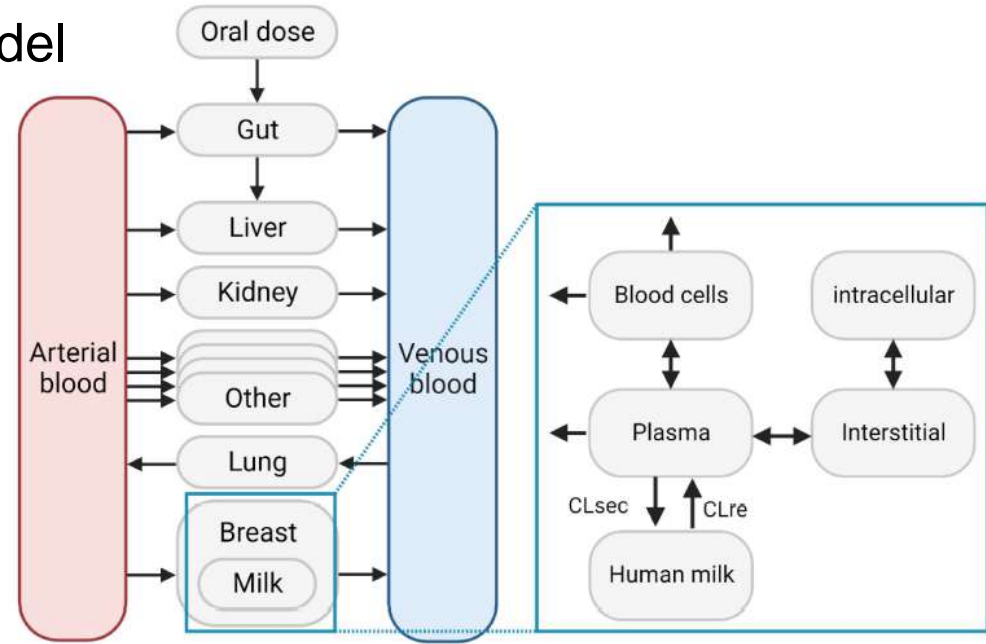 del
Oral dose
Gut
Liver
Kidney
Arterial
blood
Other
Venous
blood
Lung
Breast
Milk
Blood cells
intracellular
Plasma
Interstitial
CLsec
CLre
Human milk